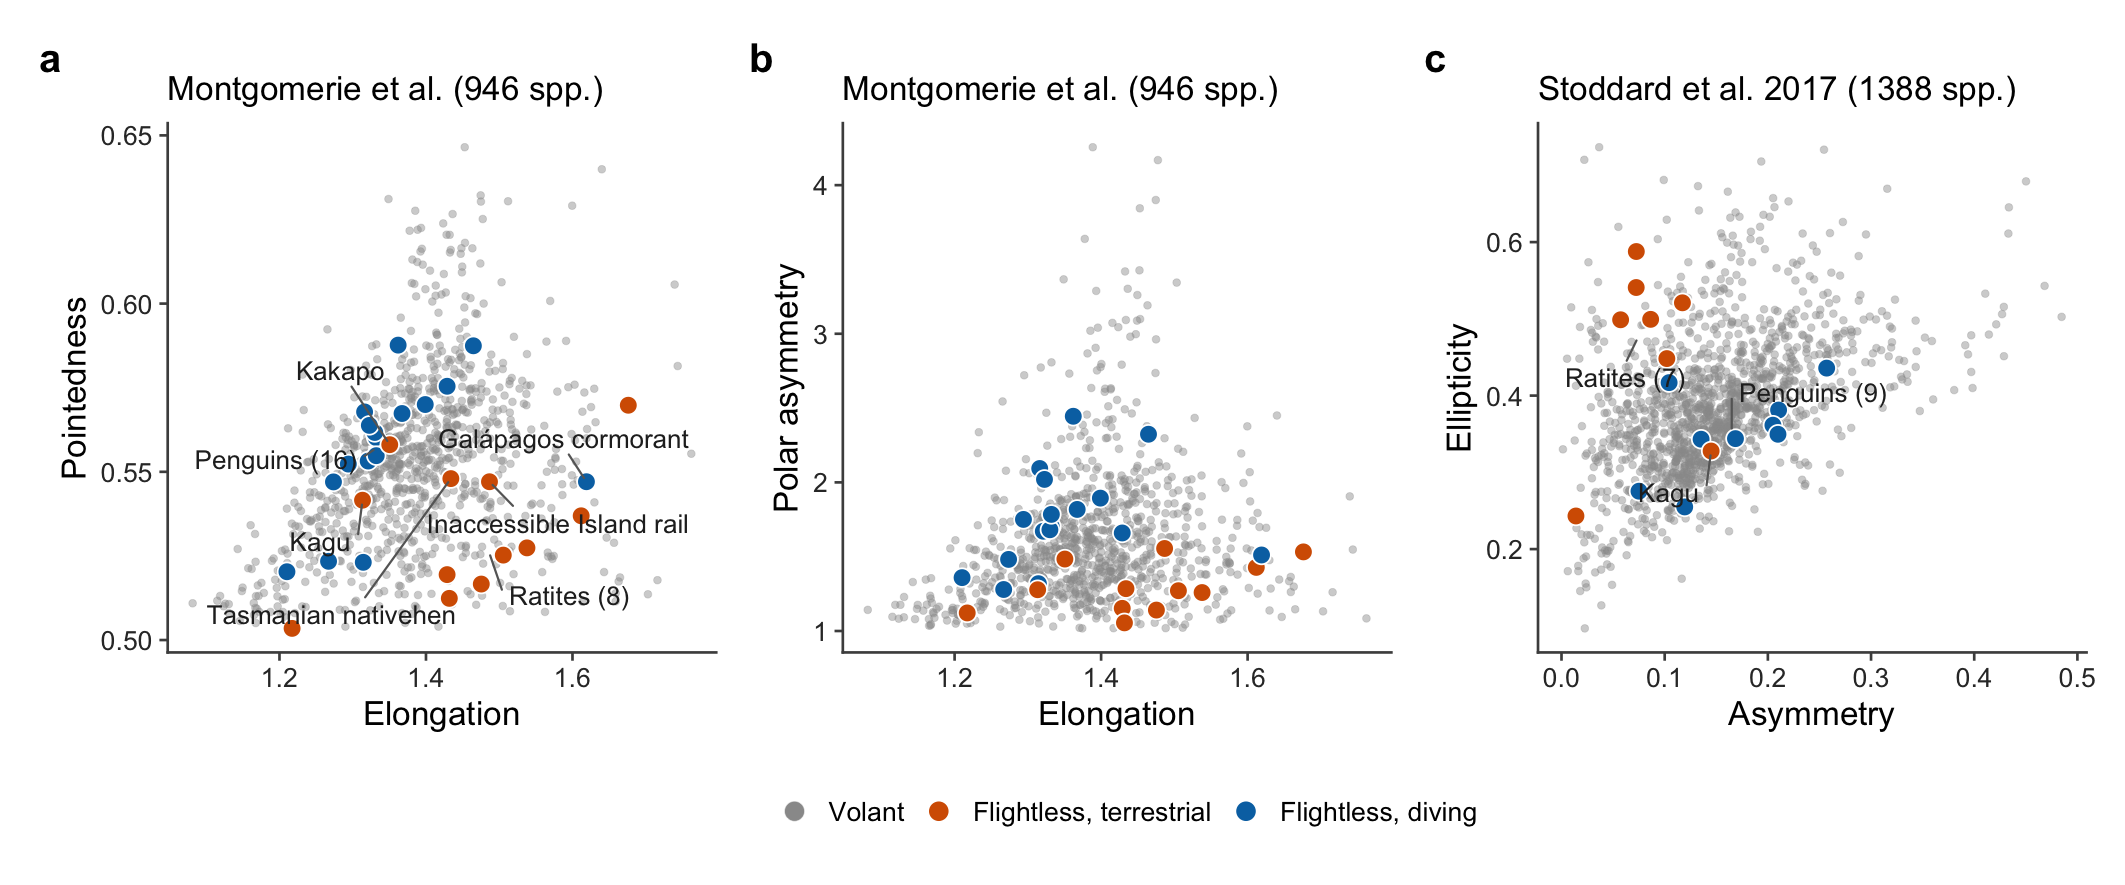 a
Montgomerie et al. (946 spp.)
Pointedness
0.65
0.60
0.55
0.50
Kakapo
Galápagos cormorant
Penguins (16)
Inaccessible Island rail
Kagu
Ratites (8)
Tasmanian nativehen
1.2
1.4
1.6
Elongation
b
Montgomerie et al. (946 spp.)
Polar asymmetry
4
3
2
1
1.2
1.4
1.6
Elongation
c
Stoddard et al. 2017 (1388 spp.)
Ellipticity
0.6
0.4
0.2
Ratites (7)
Penguins (9)
Kagu
0.0
0.1
0.2
0.3
0.4
0.5
Asymmetry
Volant
Flightless, terrestrial
Flightless, diving